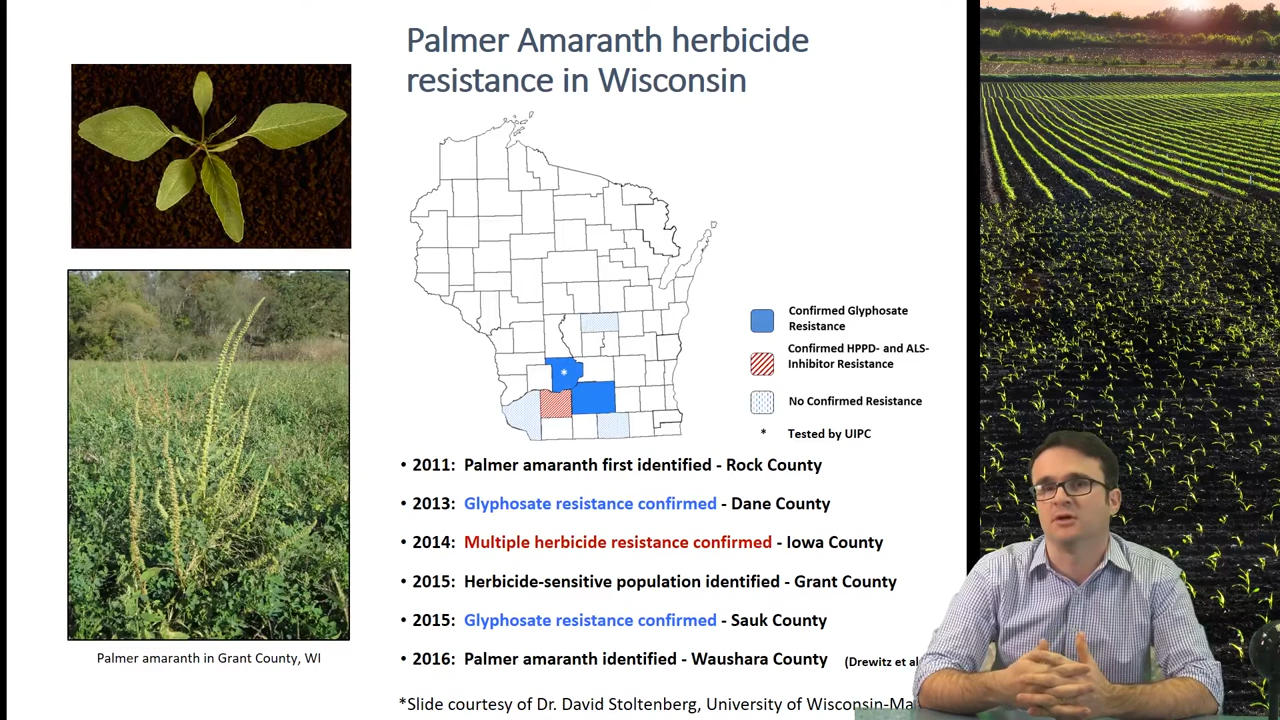 Palmer Amaranth herbicide
resistance in Wisconsin
Confirmed Glyphosate
Resistance
Confirmed HPPD- and ALS-
Inhibitor Resistance
No Confirmed Resistance
*
* Tested by UIPC
• 2011: Palmer amaranth first identified - Rock County
• 2013: Glyphosate resistance confirmed - Dane County
• 2014: Multiple herbicide resistance confirmed - Iowa County
• 2015: Herbicide-sensitive population identified - Grant County
• 2015: Glyphosate resistance confirmed - Sauk County
• 2016: Palmer amaranth identified - Waushara County (Drewitz et al
Palmer amaranth in Grant County, WI
*Slide courtesy of Dr. David Stoltenberg, University of Wisconsin-Ma